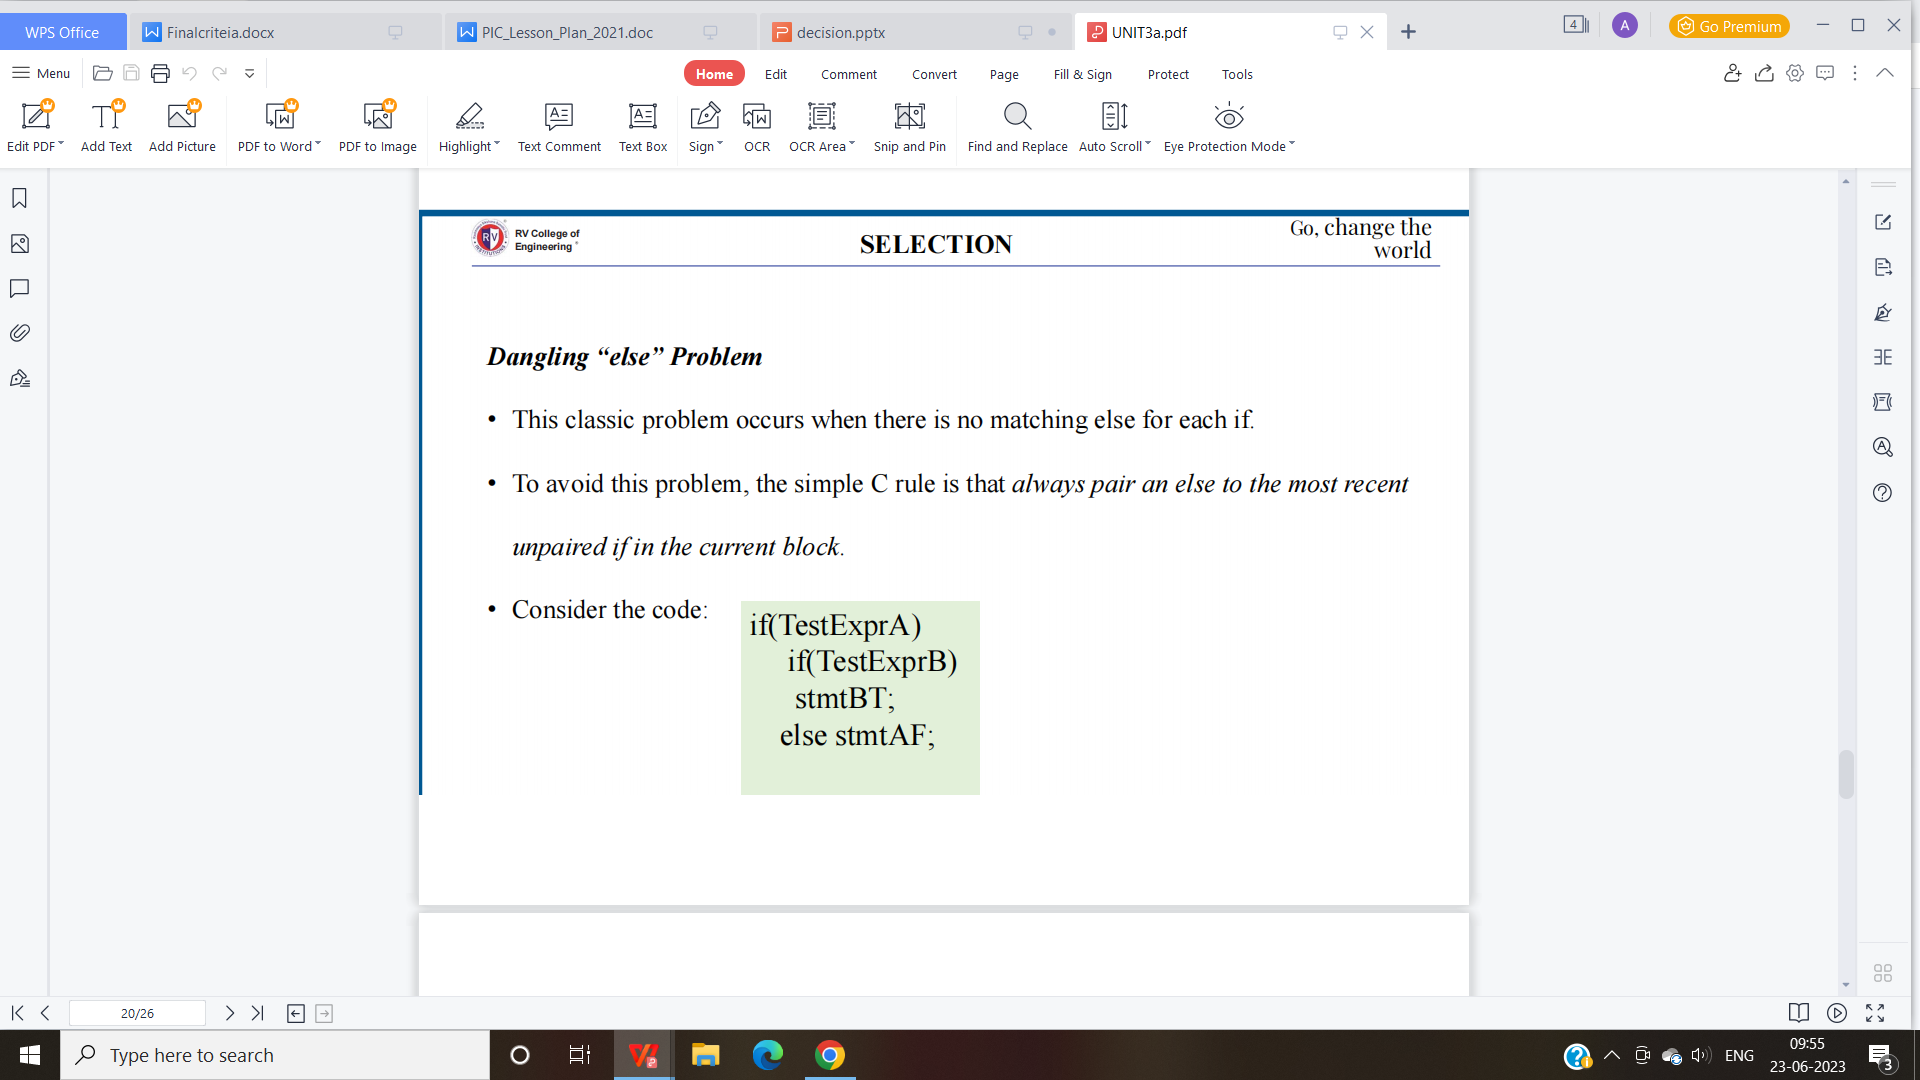 WPS Office
Finalcriteia.docx
PIC_Lesson_Plan_2021.doc
decision.pptx
UNIT3a.pdf
4
A
Go Premium
Menu
Home
Edit
Comment
Convert
Page
Fill & Sign
Protect
Tools
Edit PDF
Add Text
Add Picture
PDF to Word
PDF to Image
Highlight
Text Comment
Text Box
Sign
OCR
OCR Area
Snip and Pin
Find and Replace
Auto Scroll
Eye Protection Mode
RV College of
Engineering
SELECTION
Go, change the
world
Dangling “else” Problem
• This classic problem occurs when there is no matching else for each if.
• To avoid this problem, the simple C rule is that always pair an else to the most recent
unpaired if in the current block.
• Consider the code:
if(TestExprA)
if(TestExprB)
stmtBT;
else stmtAF;
20/26
Type here to search
ENG
09:55
23-06-2023
3